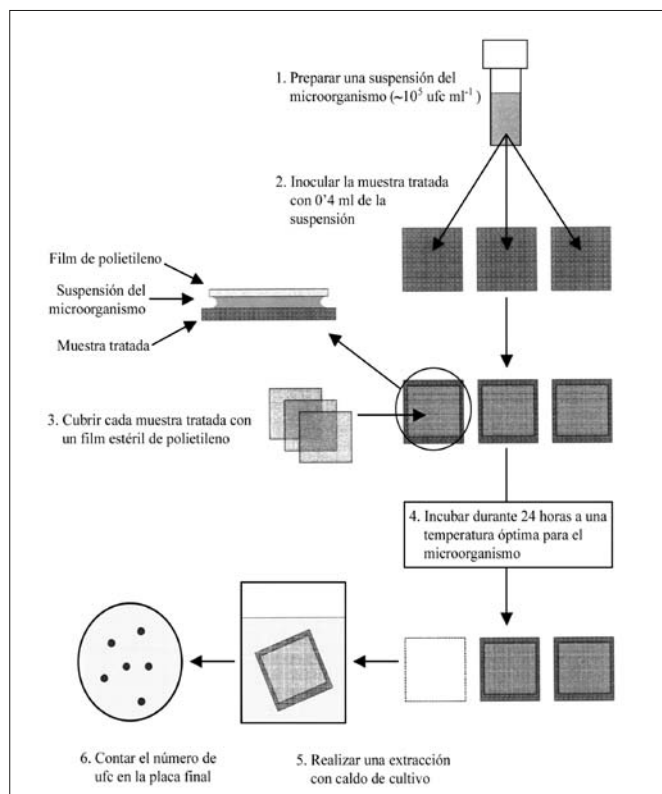 1. Preparar una suspensión del
microorganismo (~10⁵ ufc ml⁻¹ )
2. Inocular la muestra tratada
con 0'4 ml de la
suspensión
Film de polietileno
Suspensión del
microorganismo
Muestra tratada
3. Cubrir cada muestra tratada con
un film estéril de polietileno
4. Incubar durante 24 horas a una
temperatura óptima para el
microorganismo
6. Contar el número de
ufc en la placa final
5. Realizar una extracción
con caldo de cultivo